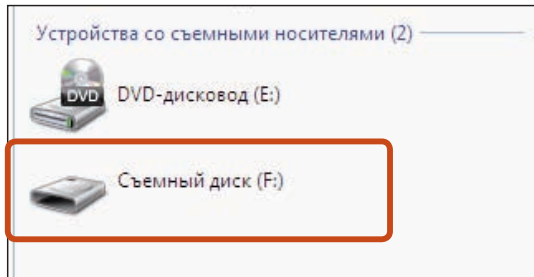 Устройства со съемными носителями (2)
DVD
DVD-дисковод (E:)
Съемный диск (F:)